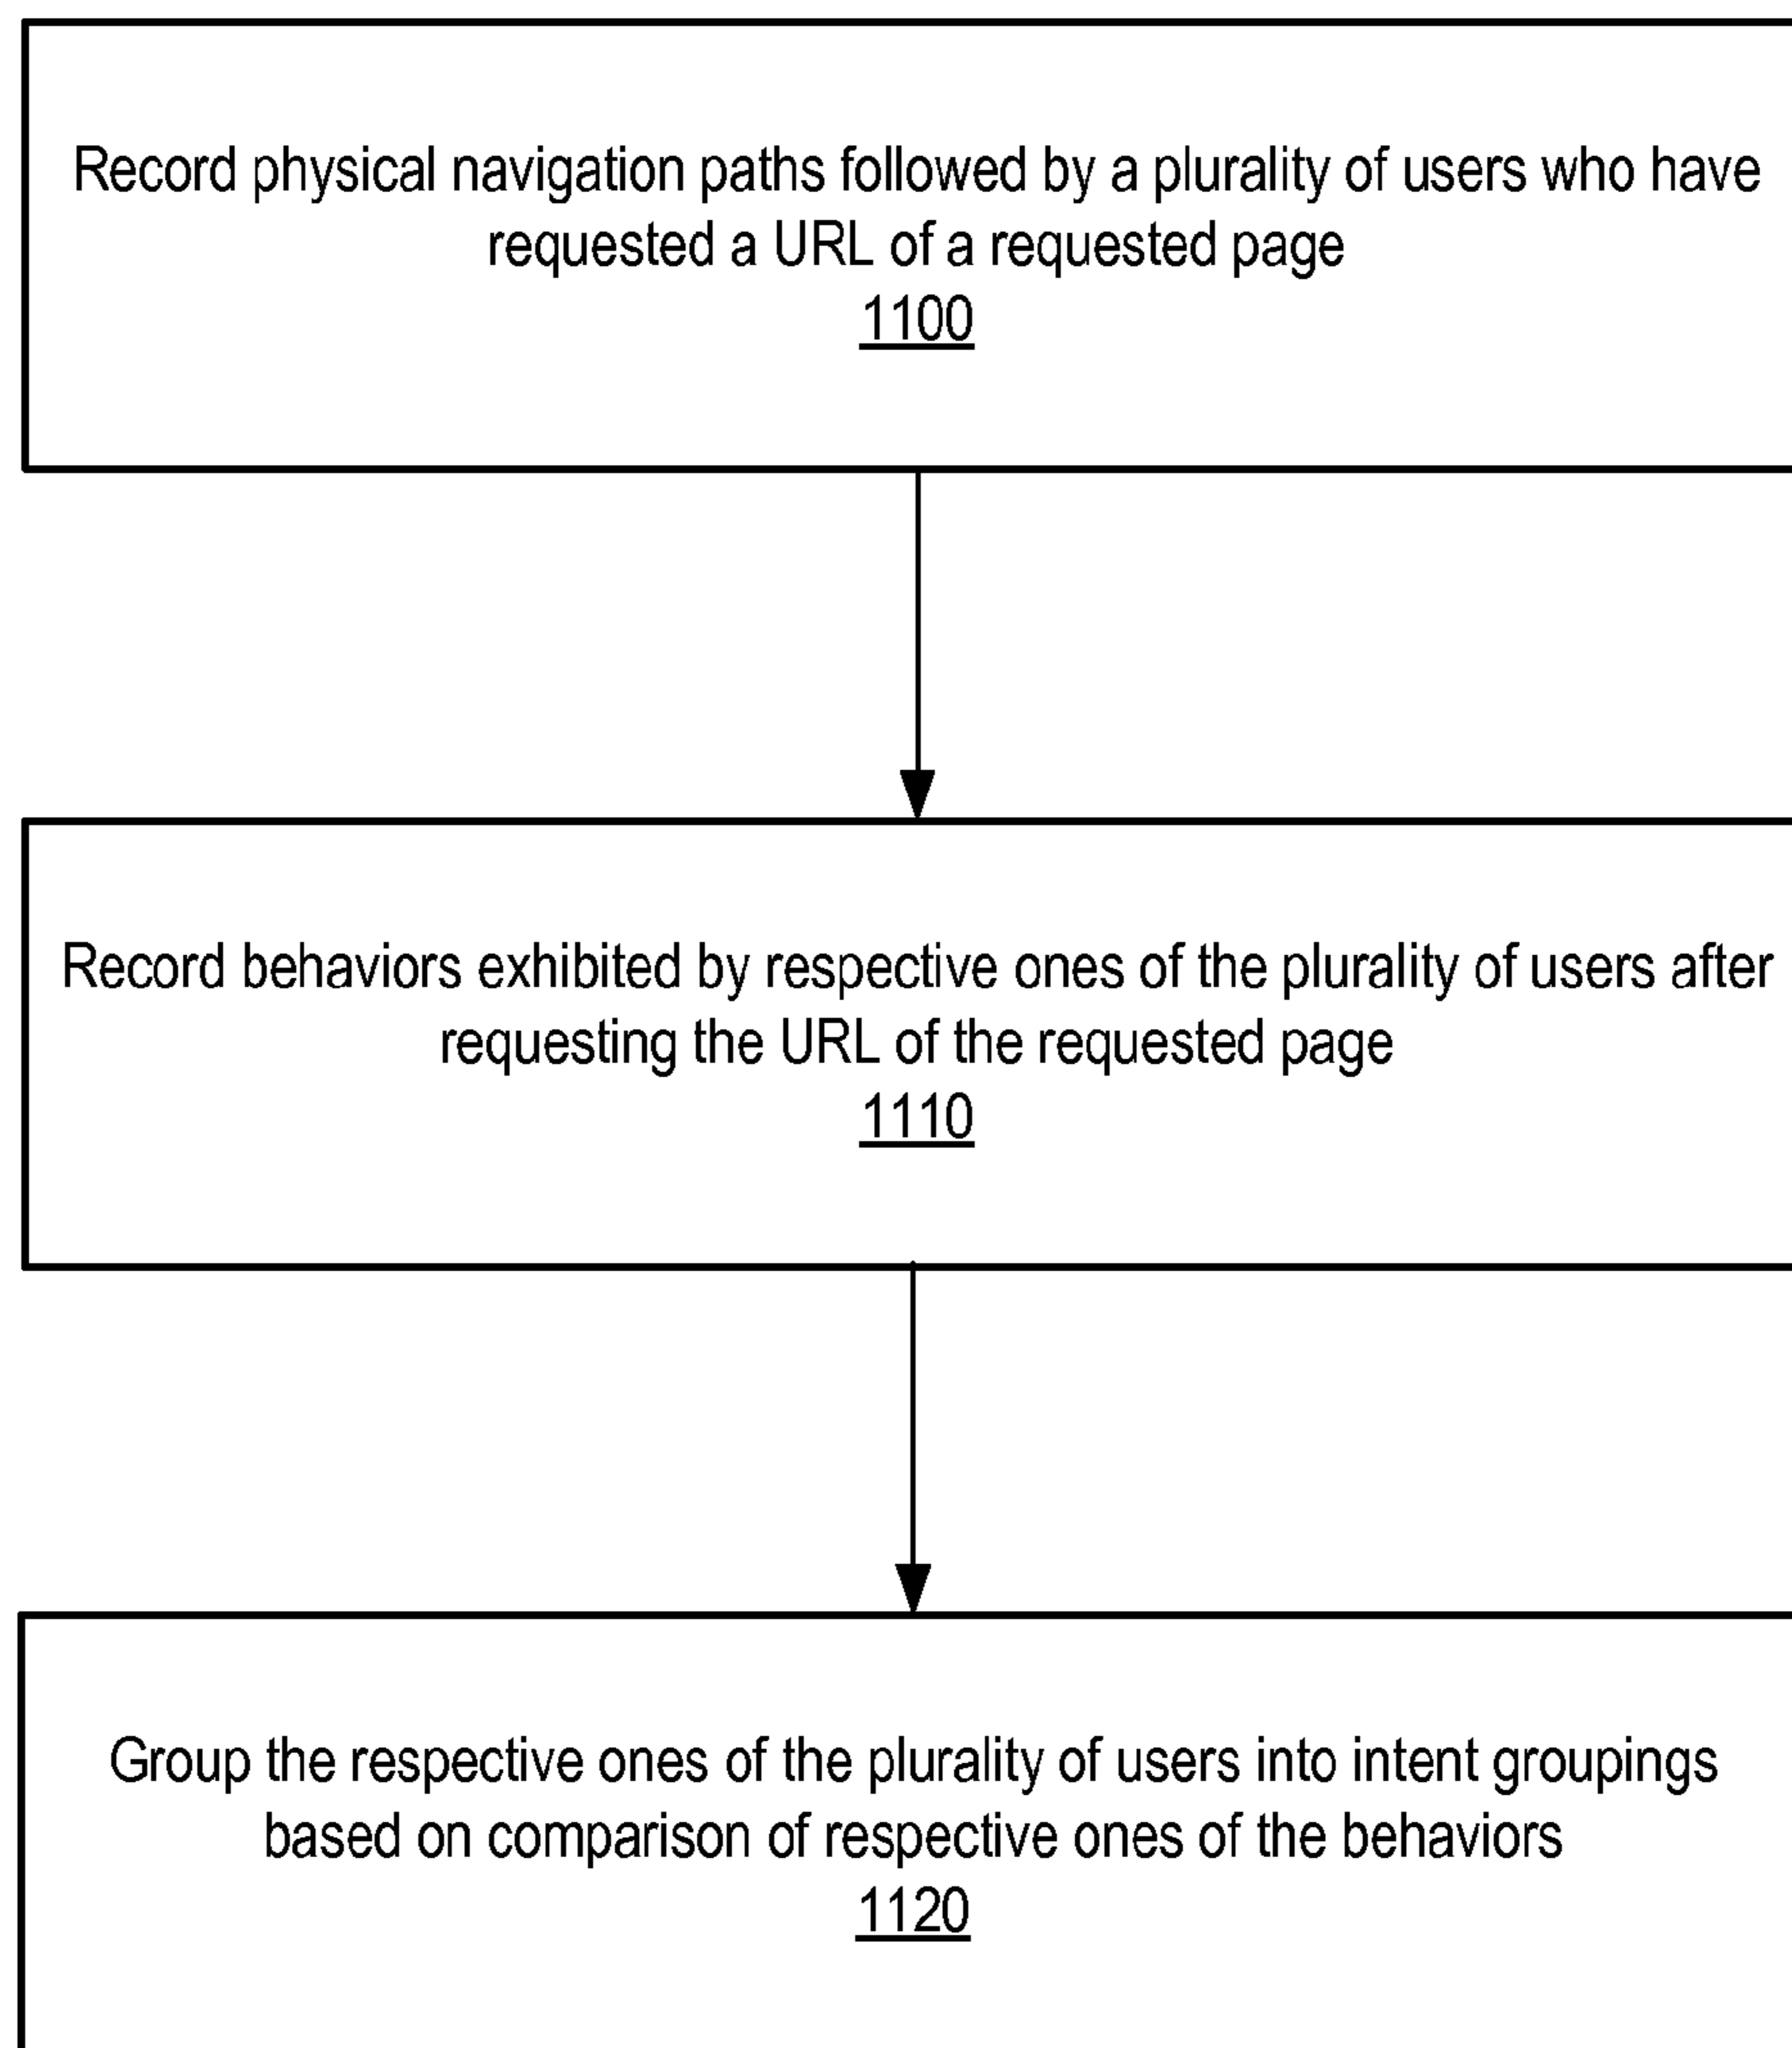 Record physical navigation paths followed by a plurality of users who have
requested a URL of a requested page
1100
Record behaviors exhibited by respective ones of the plurality of users after
requesting the URL of the requested page
1110
Group the respective ones of the plurality of users into intent groupings
based on comparison of respective ones of the behaviors
1120